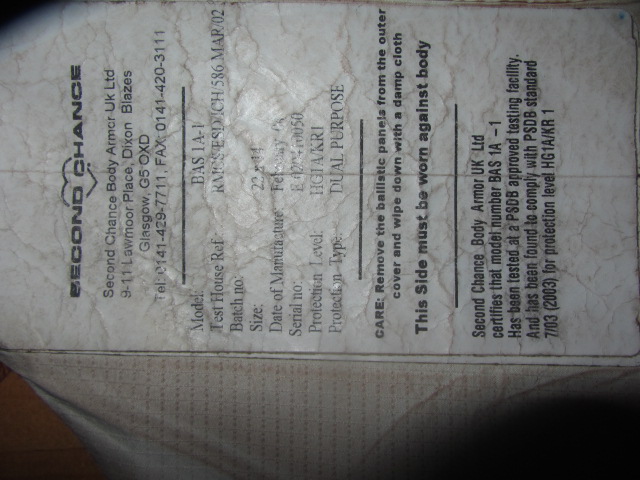 SECOND CHANCE
Second Chance Body Armor UK Ltd
9-11 Lawmoor Place, Dixon Blazes
Glasgow, G5 OXD
Tel: 0141-429-7711, FAX: 0141-420-3111
Model: BAS 1A-1
Test House Ref: MAR/02
Batch no:
Size: 22
Date of Manufacture:
Serial no:
Protection Level: HG1A/KR1
Protection Type: DUAL PURPOSE
CARE: Remove the ballistic panels from the outer
cover and wipe down with a damp cloth
This Side must be worn against body
Second Chence Body Armor UK Ltd
certifies that model number BAS 1A -1
Has been tested at a PSDB approved testing facility.
And has been found to comply with PSDB standard
7/03 (2003) for protection level HG1A/KR 1